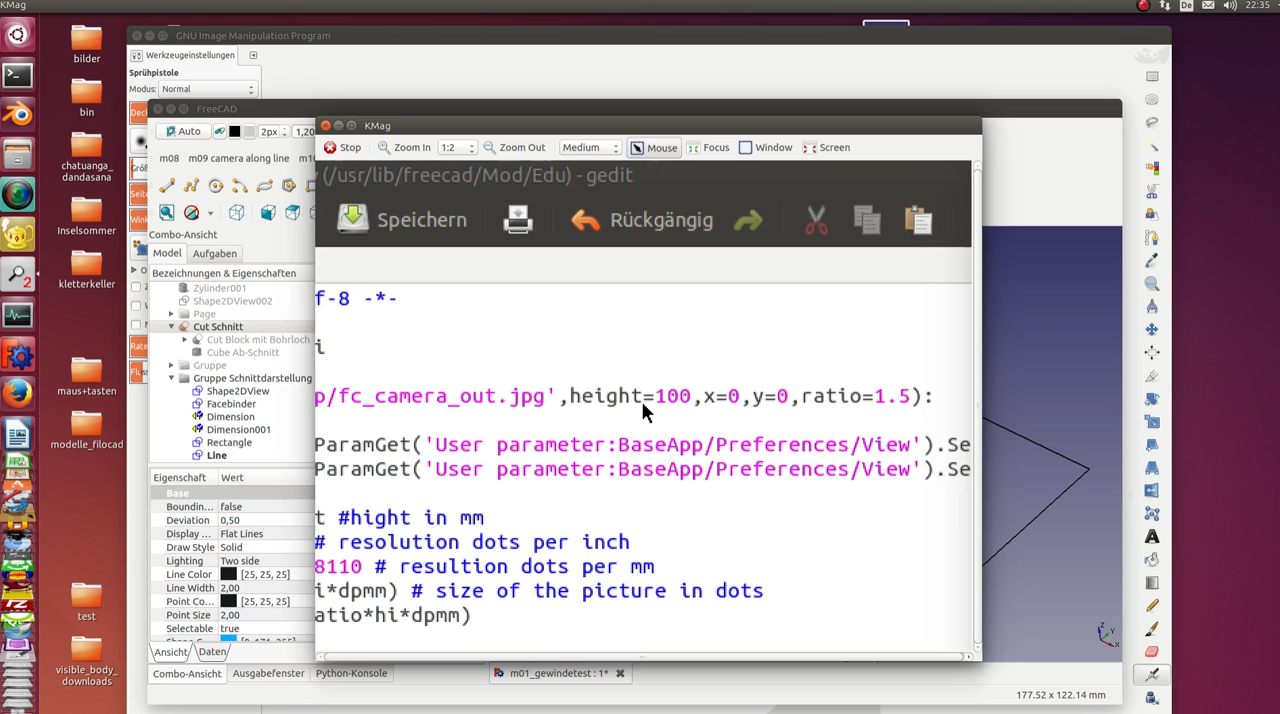 KMag
De
22:35
GNU Image Manipulation Program
bilder
Werkzeugeinstellungen
Sprühpistole
Modus: Normal
bin
FreeCAD
KMag
Auto
2px
1,20
Stop
Zoom In
1:2
Zoom Out
Medium
Mouse
Focus
Window
Screen
m08
m09 camera along line
chatuanga_
dandasana
(/usr/lib/freecad/Mod/Edu) - gedit
Speichern
Rückgängig
Inselsommer
Combo-Ansicht
Model
Aufgaben
Bezeichnungen & Eigenschaften
kletterkeller
Zylinder001
Shape2DView002
Page
Cut Schnitt
Cut Block mit Bohrloch
Cube Ab-Schnitt
Gruppe
Gruppe Schnittdarstellung
Shape2DView
Facebinder
Dimension
Dimension001
Rectangle
Line
f-8 -*-
i
p/fc_camera_out.jpg',height=100,x=0,y=0,ratio=1.5):
ParamGet('User parameter:BaseApp/Preferences/View').Se
ParamGet('User parameter:BaseApp/Preferences/View').Se
t #hight in mm
# resolution dots per inch
8110 # resultion dots per mm
i*dpmm) # size of the picture in dots
atio*hi*dpmm)
maus+tasten
modelle_filocad
Eigenschaft Wert
Base
Boundin... false
Deviation 0,50
Display ... Flat Lines
Draw Style Solid
Lighting Two side
Line Color [25, 25, 25]
Line Width 2,00
Point Co... [25, 25, 25]
Point Size 2,00
Selectable true
test
Ansicht
Daten
visible_body_
downloads
Combo-Ansicht
Ausgabefenster
Python-Konsole
m01_gewindetest : 1*
177.52 x 122.14 mm